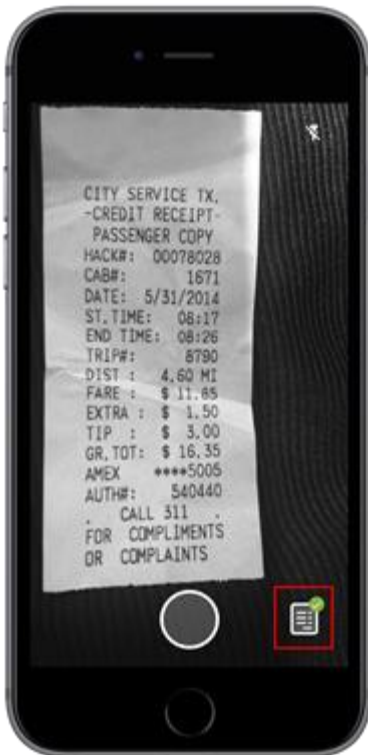 CITY SERVICE TX.
-CREDIT RECEIPT-
PASSENGER COPY
HACK#: 00078028
CAB#: 1671
DATE: 5/31/2014
ST.TIME: 08:17
END TIME: 08:26
TRIP#: 8790
DIST : 4.60 MI
FARE : $ 11.85
EXTRA : $ 1.50
TIP : $ 3.00
GR.TOT: $ 16.35
AMEX ****5005
AUTH#: 540440
. CALL 311 .
FOR COMPLIMENTS
OR COMPLAINTS